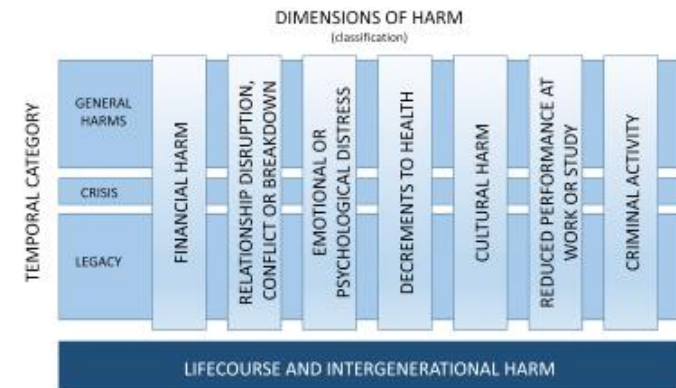 DIMENSIONS OF HARM
(classification)
TEMPORAL CATEGORY
GENERAL
HARMS
CRISIS
LEGACY
FINANCIAL HARM
RELATIONSHIP DISRUPTION,
CONFLICT OR BREAKDOWN
EMOTIONAL OR
PSYCHOLOGICAL DISTRESS
DECREMENTS TO HEALTH
CULTURAL HARM
REDUCED PERFORMANCE AT
WORK OR STUDY
CRIMINAL ACTIVITY
LIFECOURSE AND INTERGENERATIONAL HARM